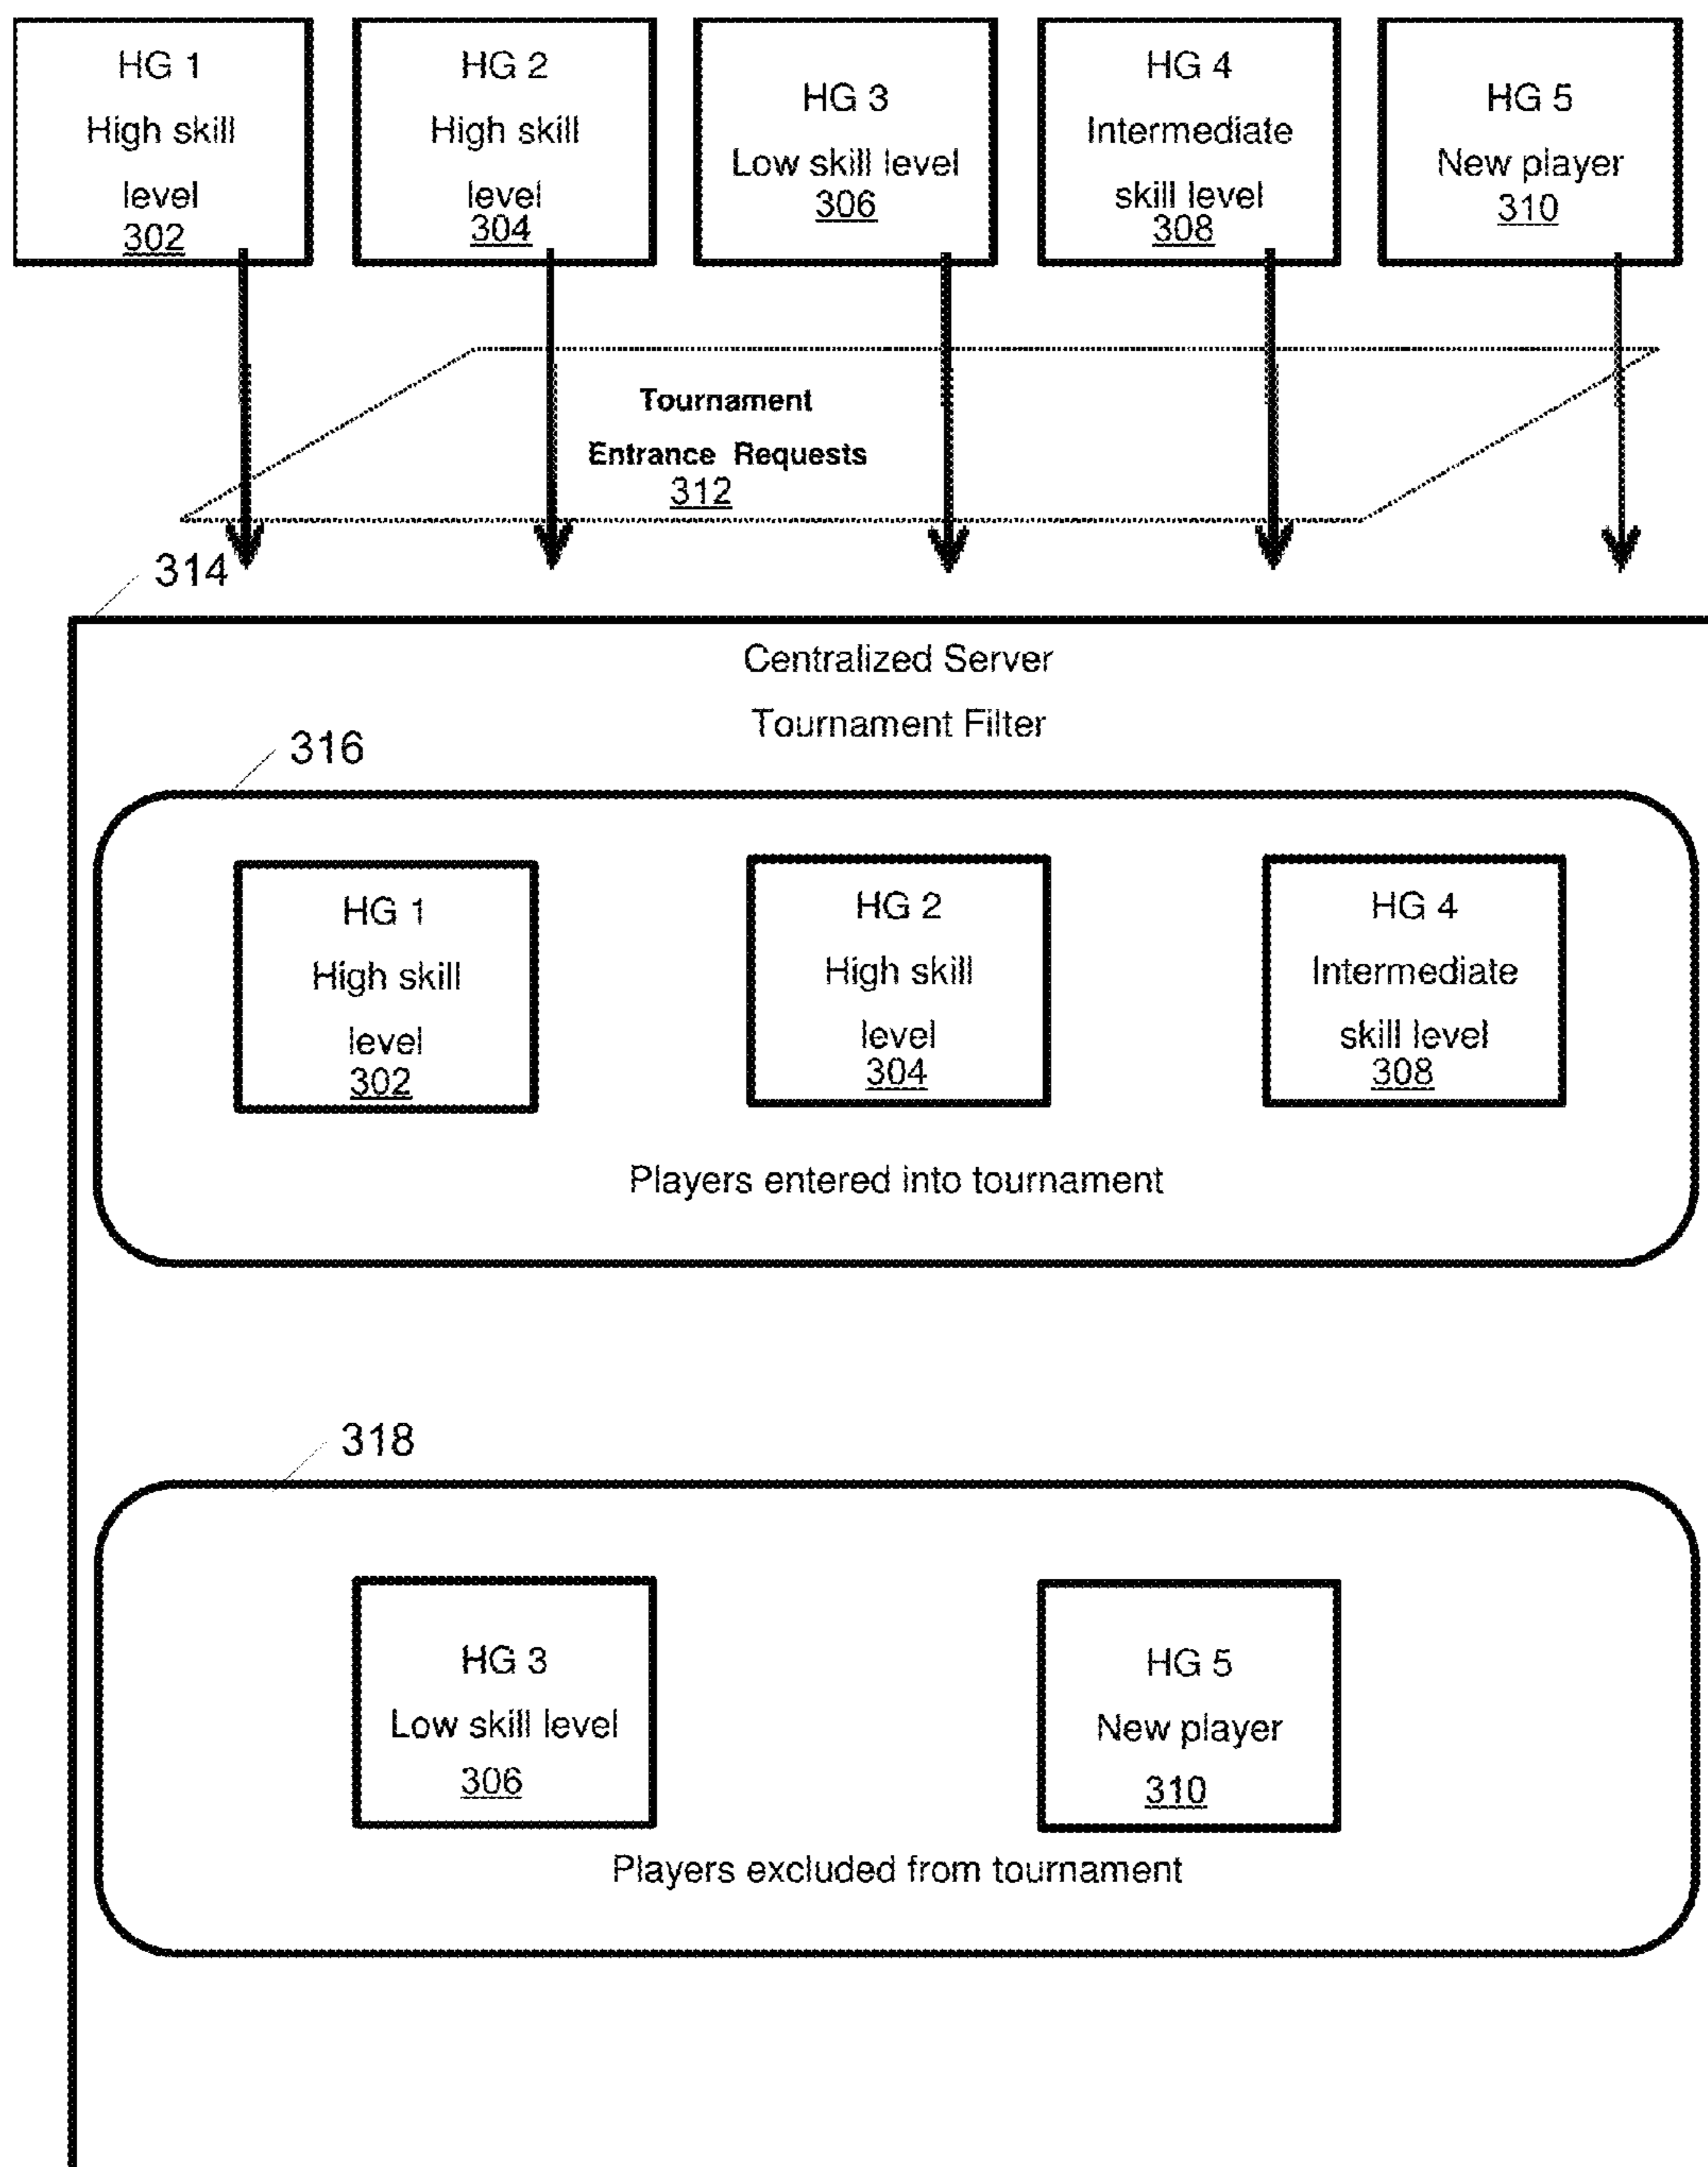 HG 1
High skill
level
302
HG 2
High skill
level
304
HG 3
Low skill level
306
HG 4
Intermediate
skill level
308
HG 5
New player
310
Tournament
Entrance Requests
312
314
Centralized Server
Tournament Filter
316
HG 1
High skill
level
302
HG 2
High skill
level
304
HG 4
Intermediate
skill level
308
Players entered into tournament
318
HG 3
Low skill level
306
HG 5
New player
310
Players excluded from tournament